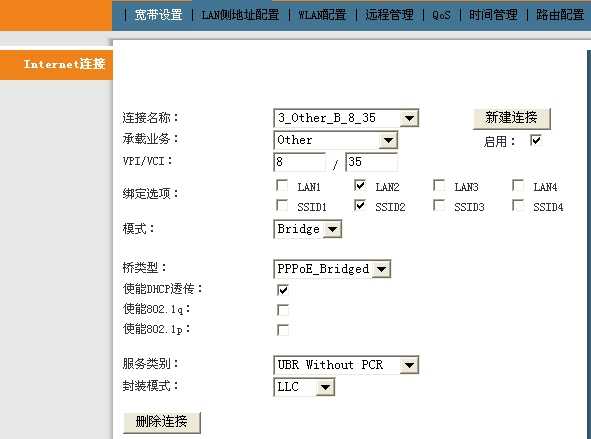 | 宽带设置 | LAN侧地址配置 | WLAN配置 | 远程管理 | QoS | 时间管理 | 路由配置
Internet连接
连接名称： 3_Other_B_8_35 新建连接
承载业务： Other 启用：
VPI/VCI： 8 / 35
绑定选项： LAN1 LAN2 LAN3 LAN4
SSID1 SSID2 SSID3 SSID4
模式： Bridge
桥类型： PPPoE_Bridged
使能DHCP透传：
使能802.1q：
使能802.1p：
服务类别： UBR Without PCR
封装模式： LLC
删除连接